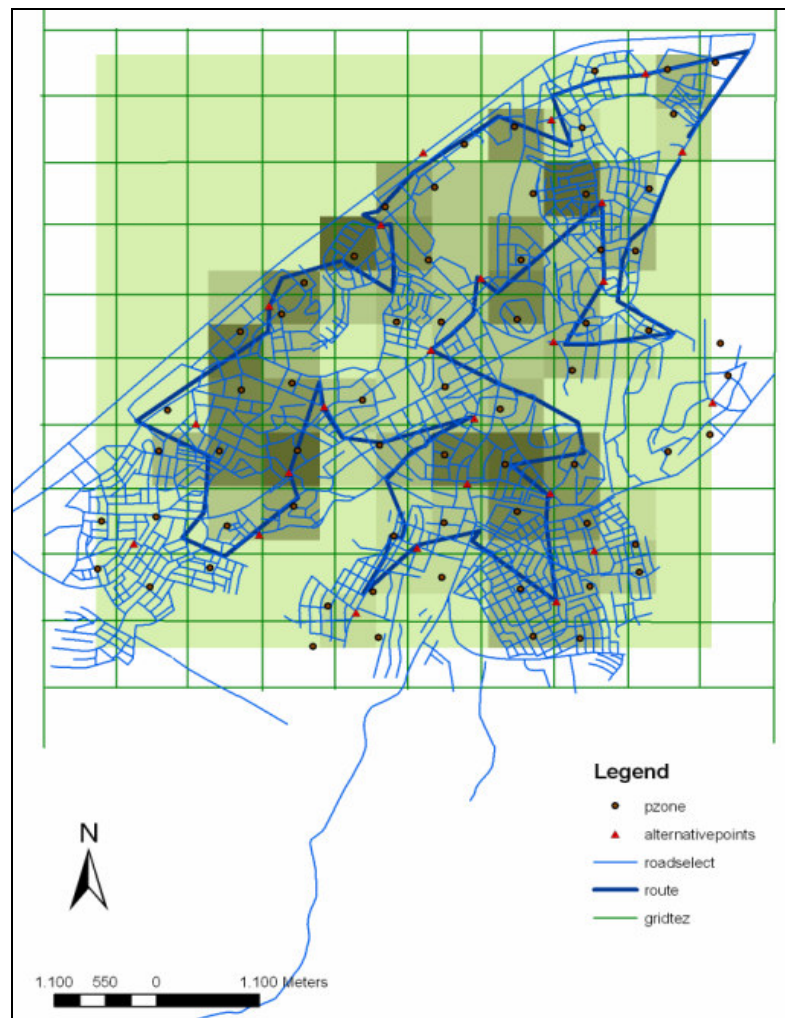 Legend
pzone
alternativepoints
roadselect
route
gridtez
N
1.100 550 0 1.100 Meters